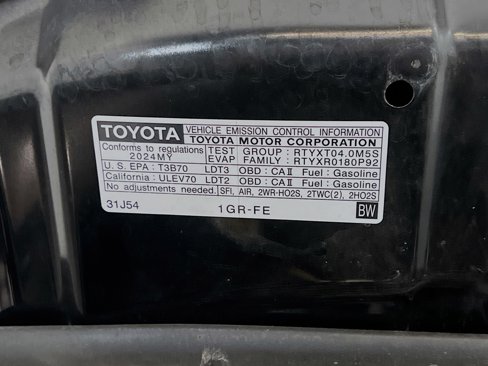 TOYOTA VEHICLE EMISSION CONTROL INFORMATION
TOYOTA MOTOR CORPORATION
Conforms to regulations TEST GROUP : RTYXT04.0M5S
2024MY EVAP FAMILY : RTYXR0180P92
U. S. EPA : T3B70 LDT3 OBD : CAⅡ Fuel : Gasoline
California : ULEV70 LDT2 OBD : CAⅡ Fuel : Gasoline
No adjustments needed. SFI, AIR, 2WR-HO2S, 2TWC(2), 2HO2S
31J54 1GR-FE BW